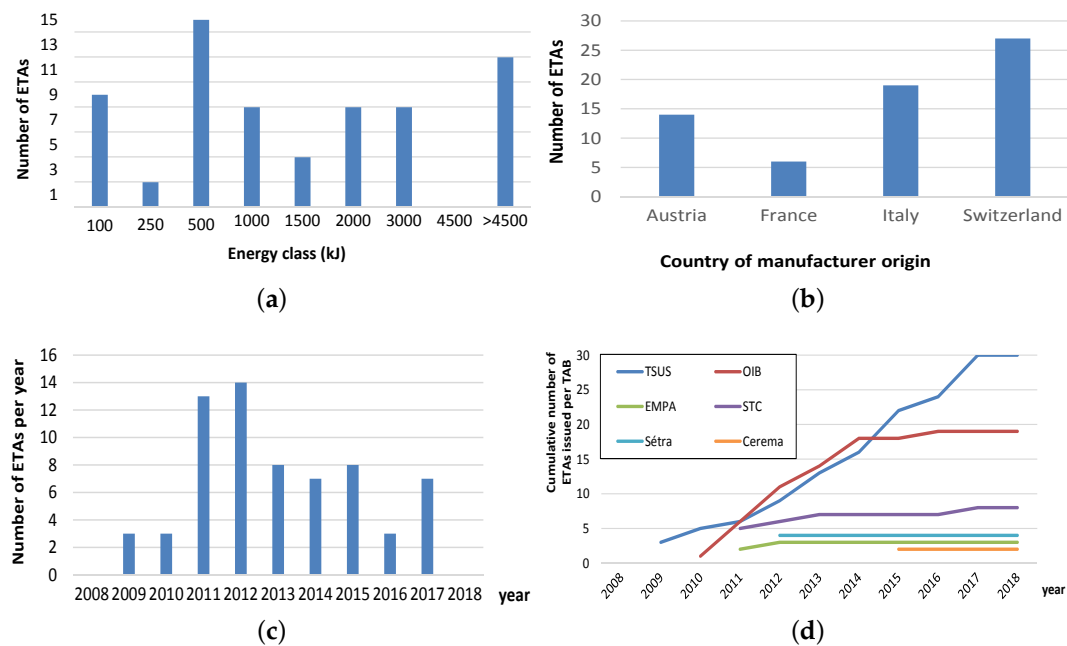 Number of ETAs
15
13
11
9
7
5
3
1
100 250 500 1000 1500 2000 3000 4500 >4500
Energy class (kJ)
(a)
Number of ETAs
30
25
20
15
10
5
0
Austria France Italy Switzerland
Country of manufacturer origin
(b)
Number of ETAs per year
16
14
12
10
8
6
4
2
0
2008 2009 2010 2011 2012 2013 2014 2015 2016 2017 2018 year
(c)
Cumulative number of
ETAs issued per TAB
30
25
20
15
10
5
0
TSUS OIB
EMPA STC
Sétra Cerema
2008 2009 2010 2011 2012 2013 2014 2015 2016 2017 2018 year
(d)